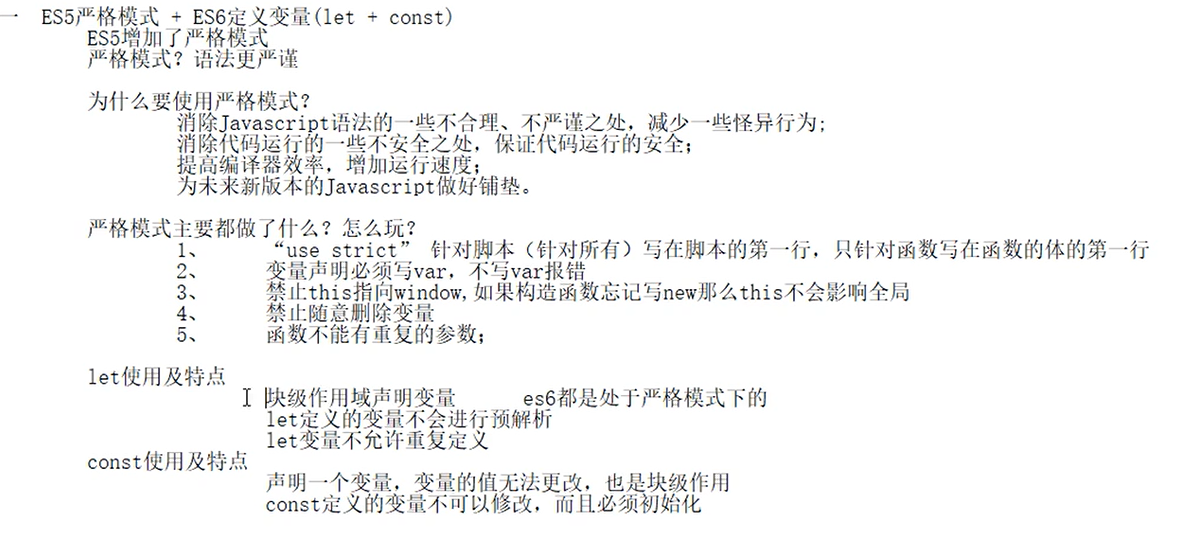 一 ES5严格模式 + ES6定义变量(let + const)
ES5增加了严格模式
严格模式？语法更严谨
为什么要使用严格模式？
消除Javascript语法的一些不合理、不严谨之处，减少一些怪异行为;
消除代码运行的一些不安全之处，保证代码运行的安全；
提高编译器效率，增加运行速度；
为未来新版本的Javascript做好铺垫。
严格模式主要都做了什么？怎么玩？
1、 “use strict” 针对脚本（针对所有）写在脚本的第一行，只针对函数写在函数的体的第一行
2、 变量声明必须写var，不写var报错
3、 禁止this指向window,如果构造函数忘记写new那么this不会影响全局
4、 禁止随意删除变量
5、 函数不能有重复的参数；
let使用及特点
块级作用域声明变量 es6都是处于严格模式下的
let定义的变量不会进行预解析
let变量不允许重复定义
const使用及特点
声明一个变量，变量的值无法更改，也是块级作用
const定义的变量不可以修改，而且必须初始化